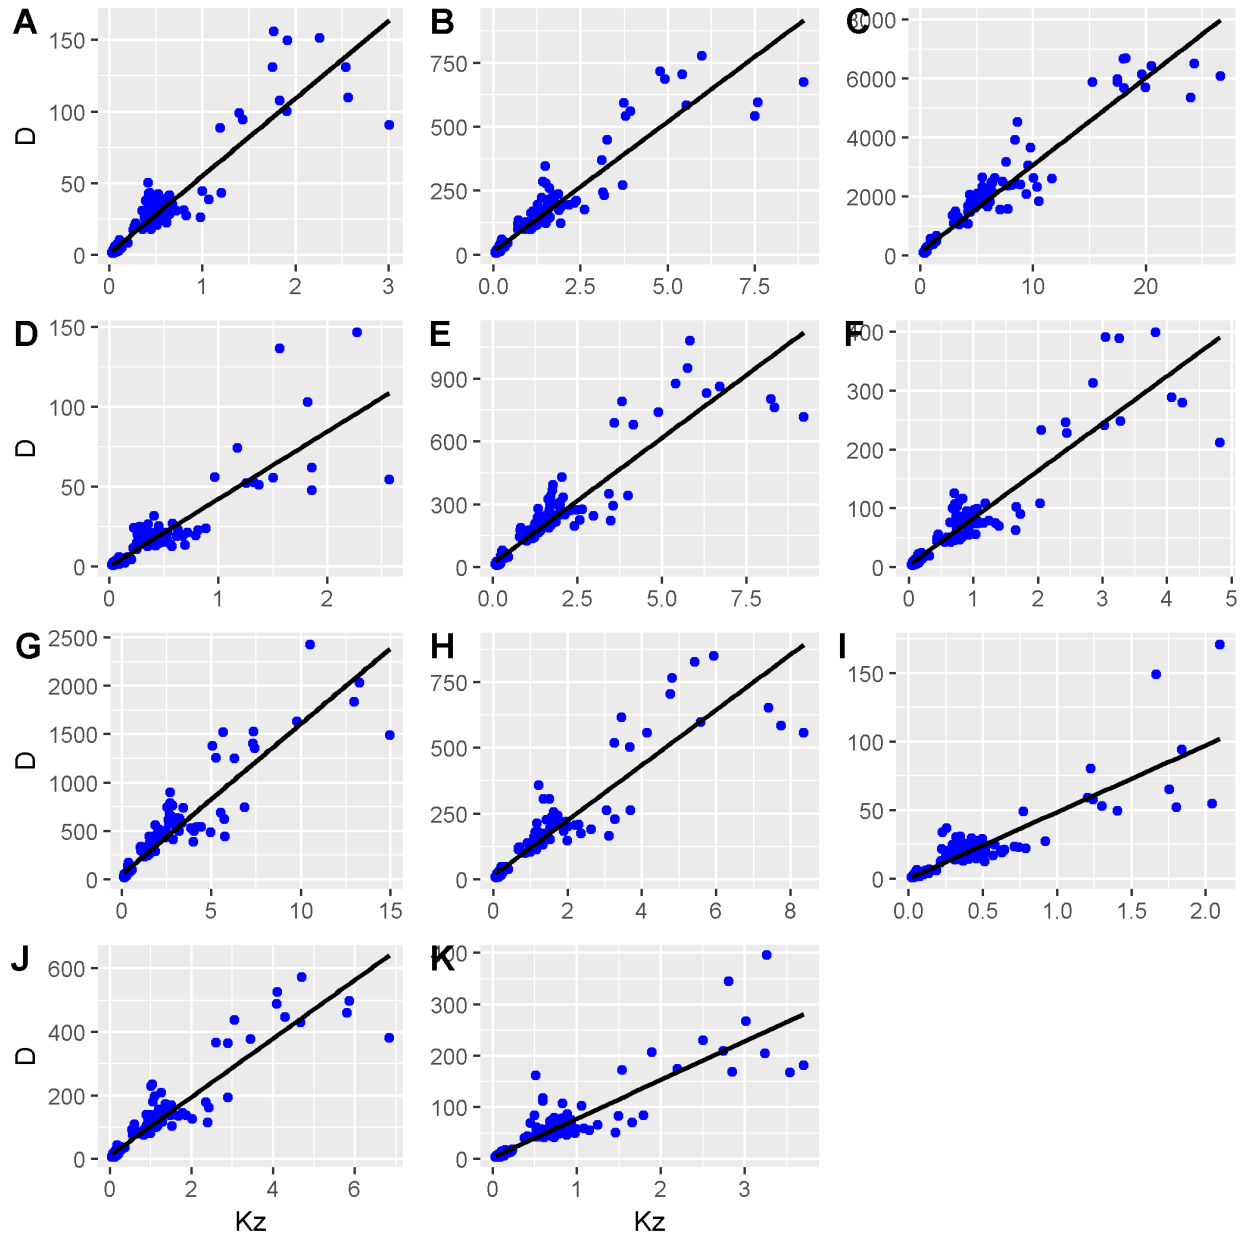 A B C
150 100 50 0
D
0 1 2 3
750 500 250 0
0.0 2.5 5.0 7.5
8000 6000 4000 2000 0
0 10 20
D E F
150 100 50 0
D
0 1 2
900 600 300 0
0.0 2.5 5.0 7.5
400 300 200 100 0
0 1 2 3 4 5
G H I
2500 2000 1500 1000 500 0
D
0 5 10 15
750 500 250 0
0 2 4 6 8
150 100 50 0
0.0 0.5 1.0 1.5 2.0
J K
600 400 200 0
D
0 2 4 6
Kz
400 300 200 100 0
0 1 2 3
Kz